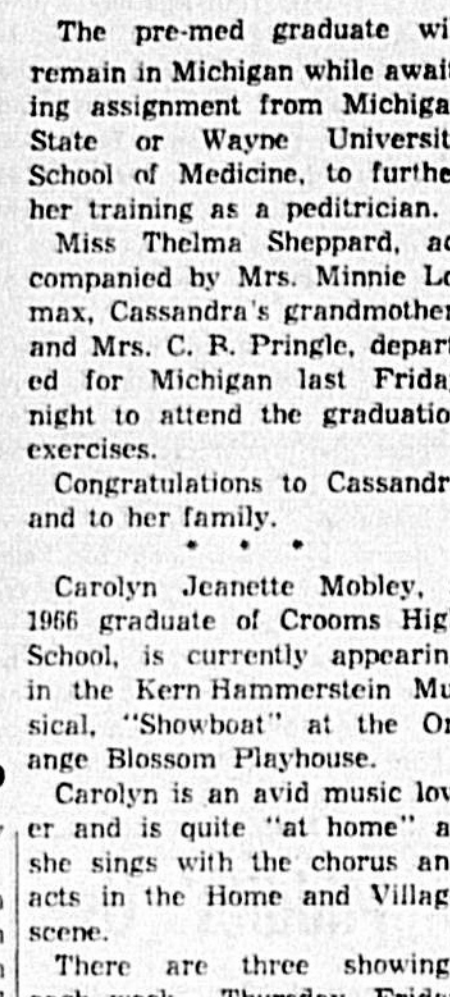 The pre-med graduate wi
remain in Michigan while await
ing assignment from Michiga
State or Wayne Universit
School of Medicine, to furthe
her training as a peditrician.
Miss Thelma Sheppard, ac
companied by Mrs. Minnie Lo
max, Cassandra's grandmother
and Mrs. C. R. Pringle, depart
ed for Michigan last Friday
night to attend the graduatio
exercises.
Congratulations to Cassandr
and to her family.
* * *
Carolyn Jeanette Mobley,
1966 graduate of Crooms High
School, is currently appearin
in the Kern Hammerstein Mu
sical, "Showboat" at the Or
ange Blossom Playhouse.
Carolyn is an avid music lov
er and is quite "at home" a
she sings with the chorus an
acts in the Home and Villag
scene.
There are three showing
each week Thursday Frida